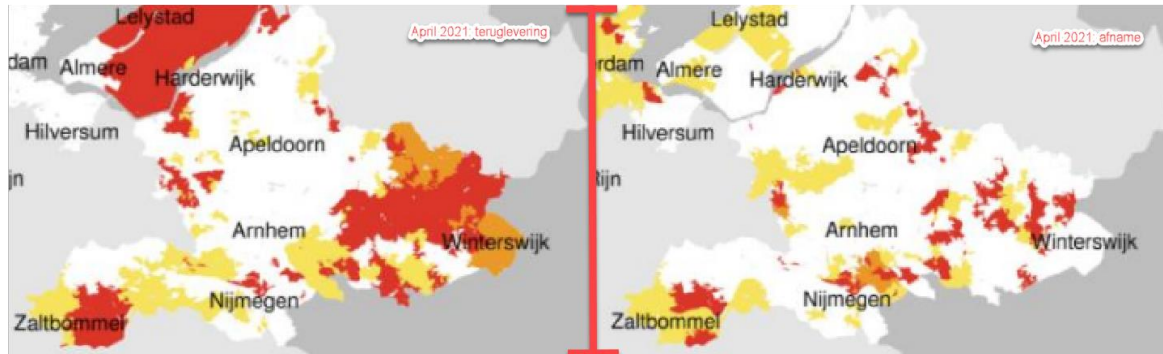 Lelystad
April 2021: teruglevering
dam
Almere
Harderwijk
Hilversum
Apeldoorn
ijn
Arnhem
Winterswijk
Nijmegen
Zaltbommel
Lelystad
April 2021: afname
rdam
Almere
Harderwijk
Hilversum
Apeldoorn
Rijn
Arnhem
Winterswijk
Nijmegen
Zaltbommel